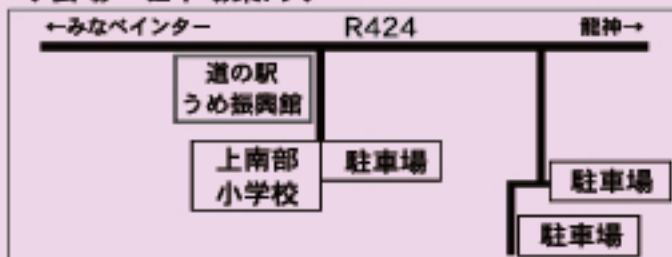 ←みなべインター
R424
龍神→
道の駅
うめ振興館
上南部
小学校
駐車場
駐車場
駐車場